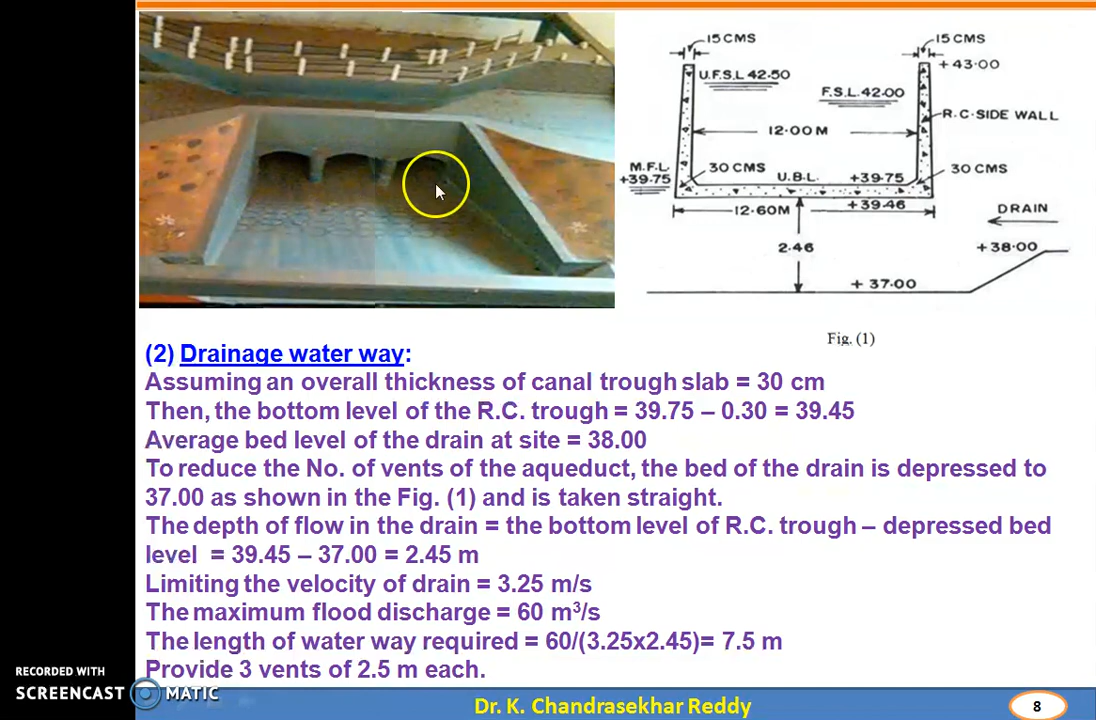 15 CMS
15 CMS
U.F.S.L 42.50
+ 43.00
F.S.L. 42.00
R.C. SIDE WALL
12.00 M
M.F.L.
+39.75
30 CMS
U.B.L.
+39.75
30 CMS
12.60M
+39.46
DRAIN
2.46
+38.00
+ 37.00
Fig. (1)
(2) Drainage water way:
Assuming an overall thickness of canal trough slab = 30 cm
Then, the bottom level of the R.C. trough = 39.75 – 0.30 = 39.45
Average bed level of the drain at site = 38.00
To reduce the No. of vents of the aqueduct, the bed of the drain is depressed to
37.00 as shown in the Fig. (1) and is taken straight.
The depth of flow in the drain = the bottom level of R.C. trough – depressed bed
level = 39.45 – 37.00 = 2.45 m
Limiting the velocity of drain = 3.25 m/s
The maximum flood discharge = 60 m³/s
The length of water way required = 60/(3.25x2.45)= 7.5 m
Provide 3 vents of 2.5 m each.
RECORDED WITH
SCREENCAST MATIC
Dr. K. Chandrasekhar Reddy
8